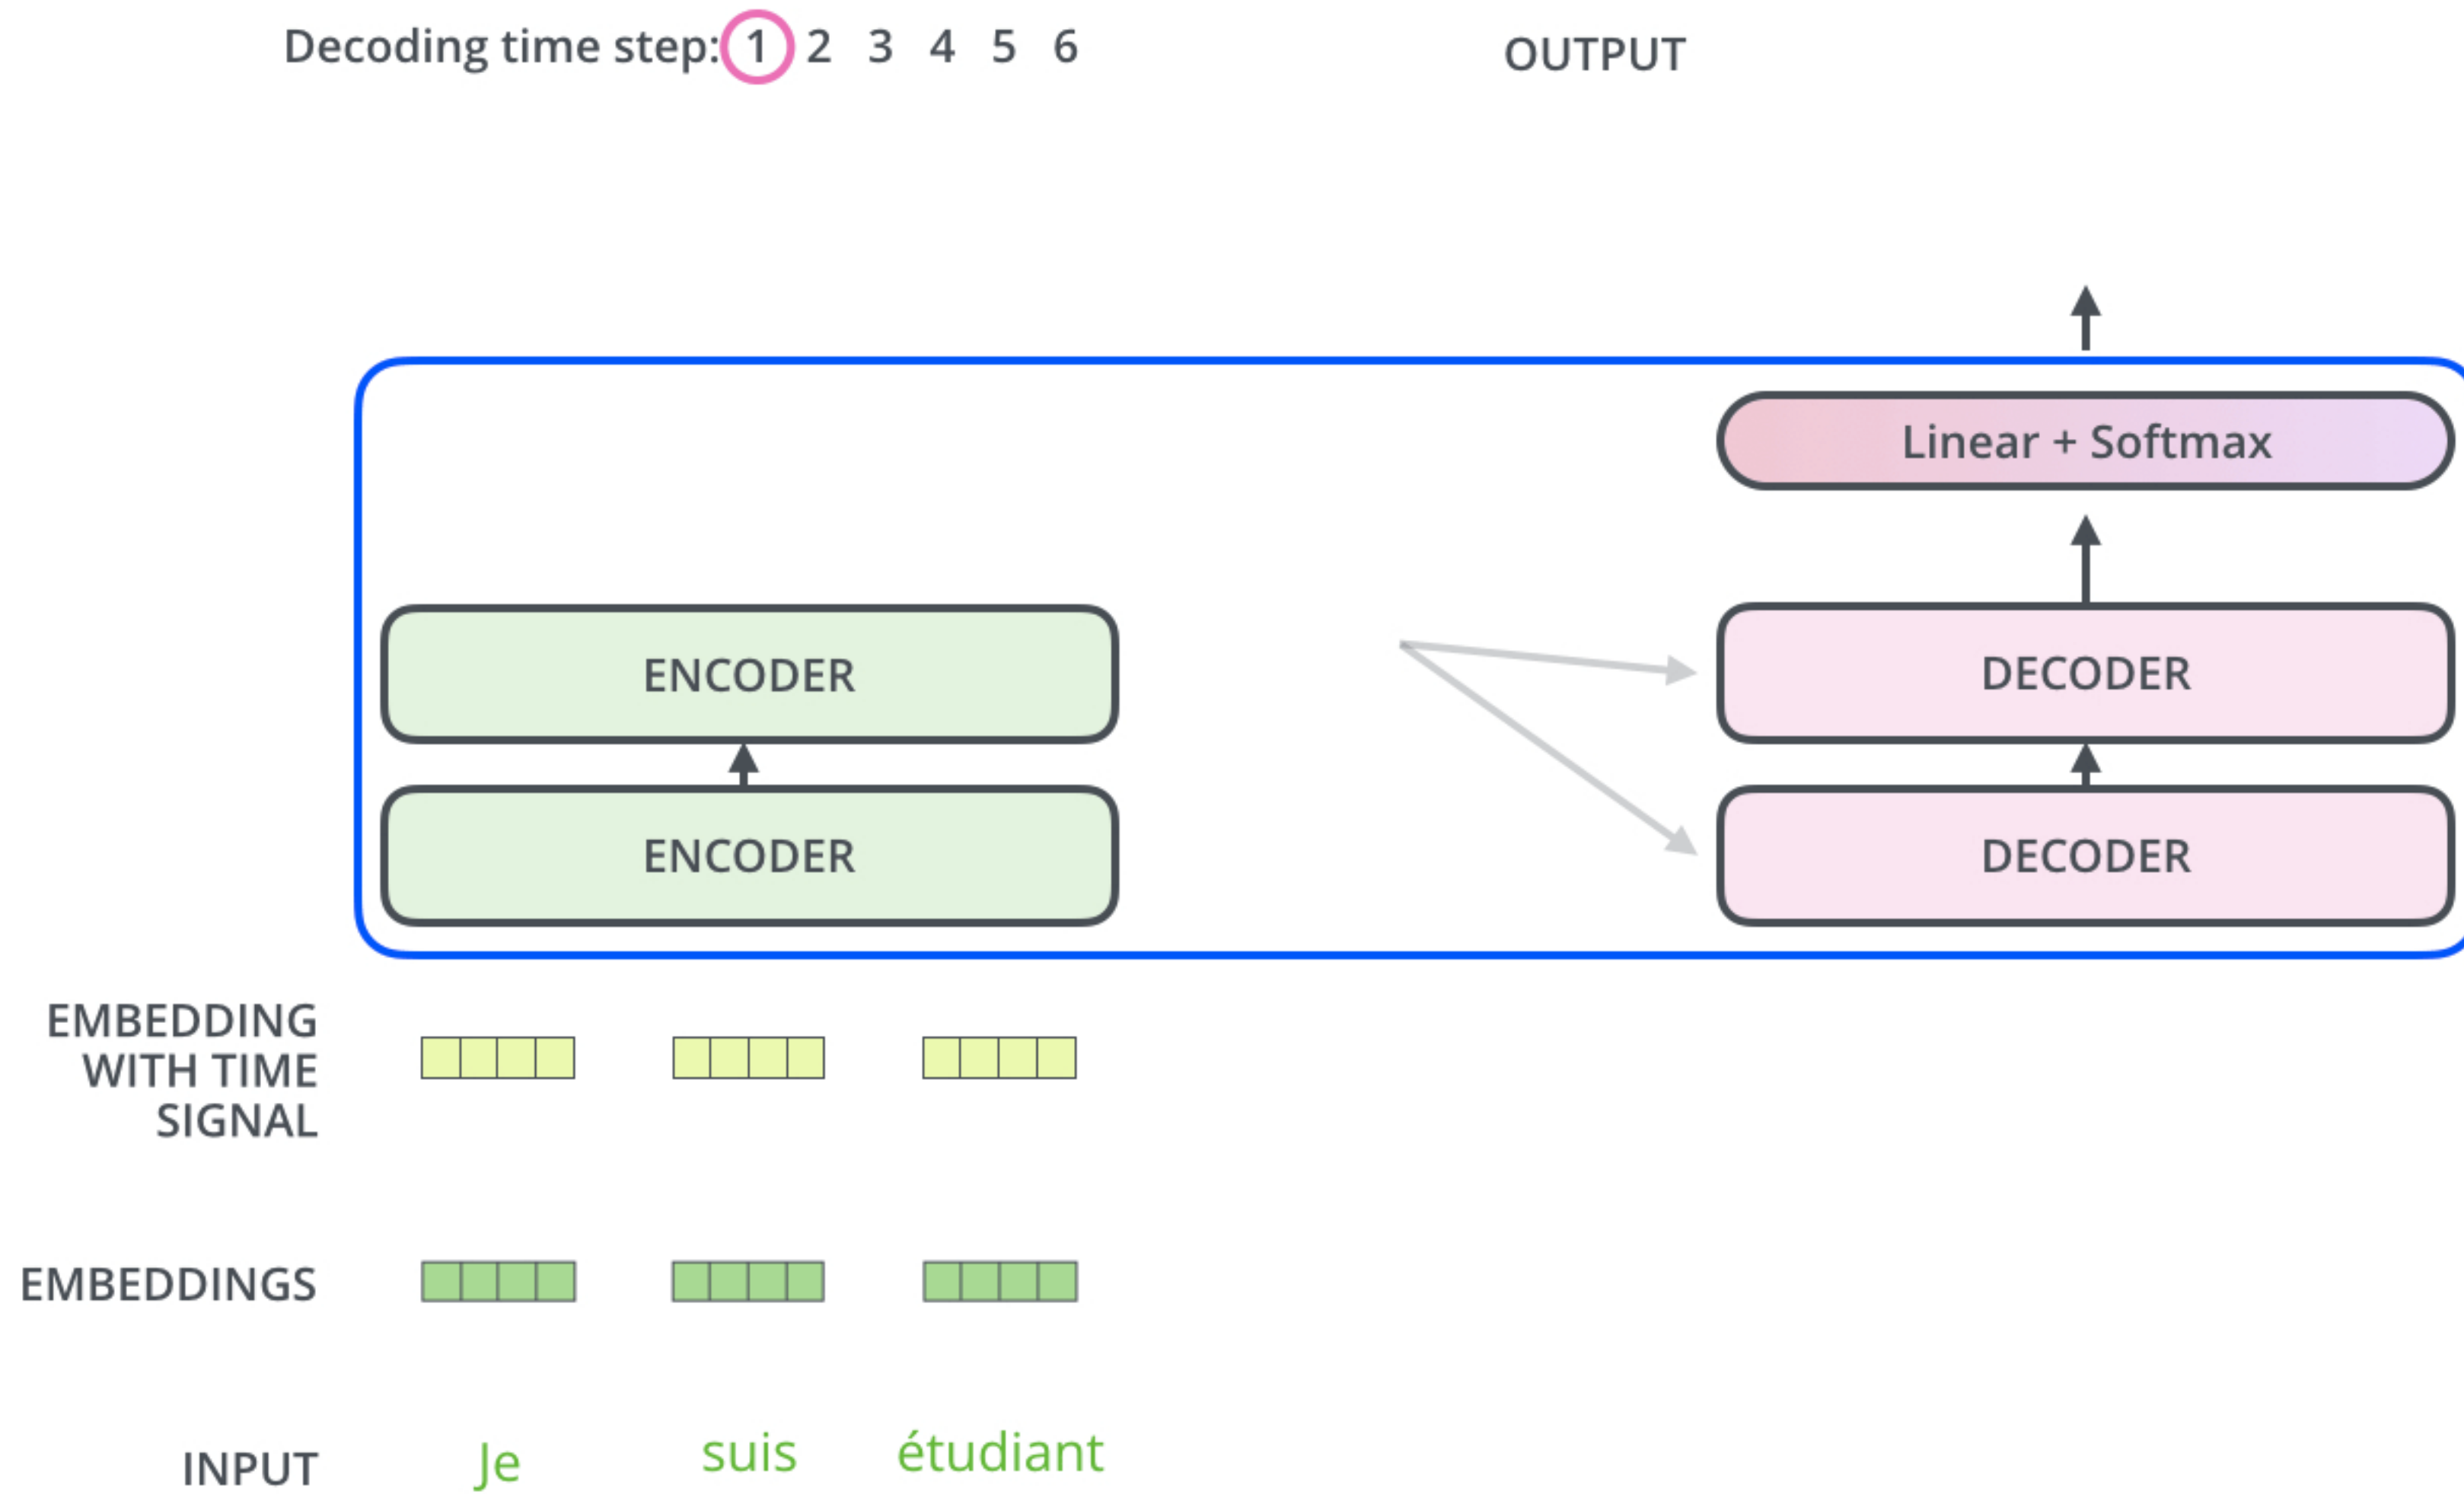 Decoding time step: 1 2 3 4 5 6
OUTPUT
Linear + Softmax
ENCODER
DECODER
ENCODER
DECODER
EMBEDDING
WITH TIME
SIGNAL
EMBEDDINGS
INPUT Je suis étudiant